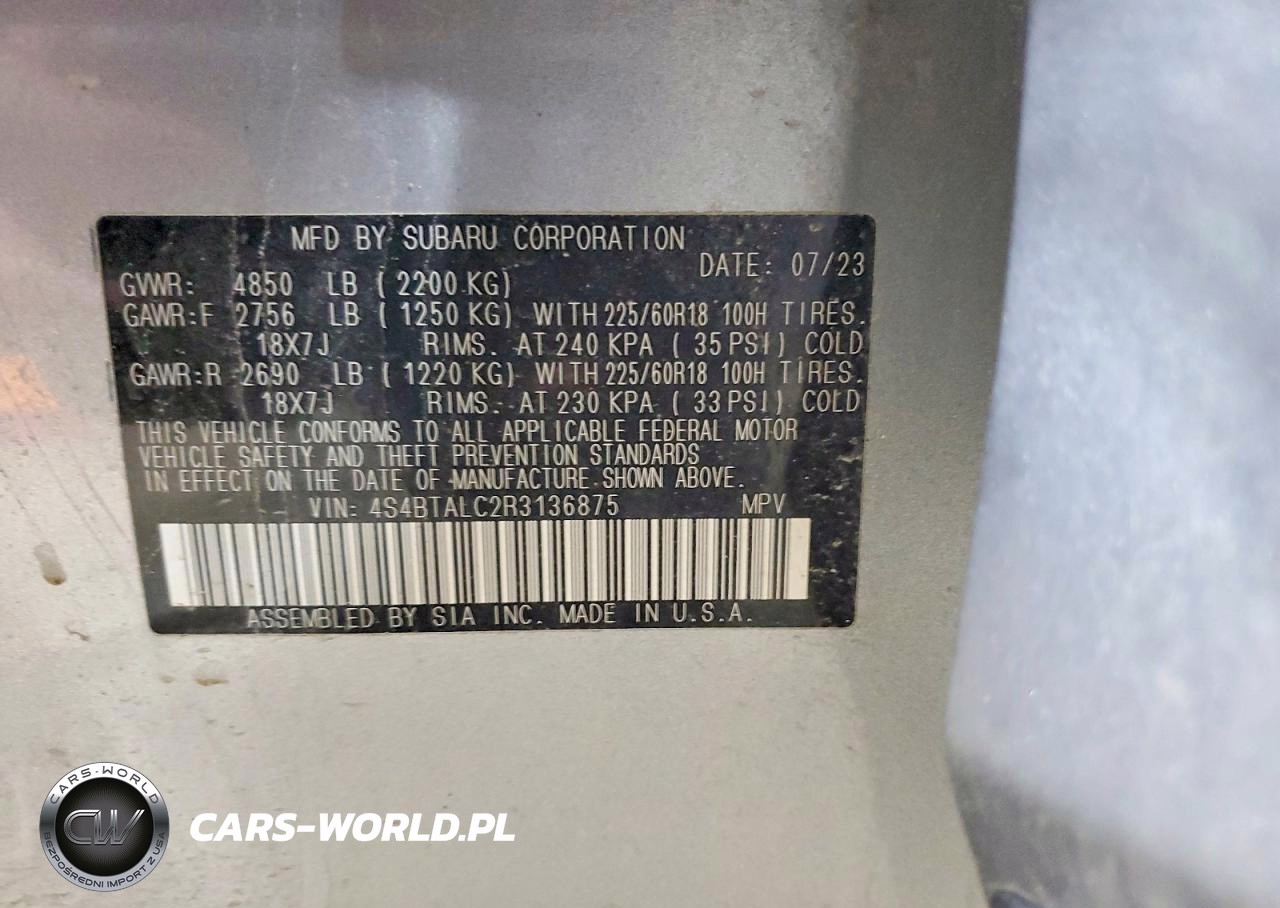 MFD BY SUBARU CORPORATION
DATE: 07/23
GVWR: 4850 LB ( 2200 KG)
GAWR:F 2756 LB ( 1250 KG) WITH 225/60R18 100H TIRES.
18X7J RIMS. AT 240 KPA ( 35 PSI) COLD
GAWR:R 2690 LB ( 1220 KG) WITH 225/60R18 100H TIRES.
18X7J RIMS. AT 230 KPA ( 33 PSI) COLD
THIS VEHICLE CONFORMS TO ALL APPLICABLE FEDERAL MOTOR
VEHICLE SAFETY AND THEFT PREVENTION STANDARDS
IN EFFECT ON THE DATE OF MANUFACTURE SHOWN ABOVE.
VIN: 4S4BTALC2R3136875 MPV
ASSEMBLED BY SIA INC. MADE IN U.S.A.
CARS-WORLD
CW
BEZPOŚREDNI IMPORT Z USA
CARS-WORLD.PL